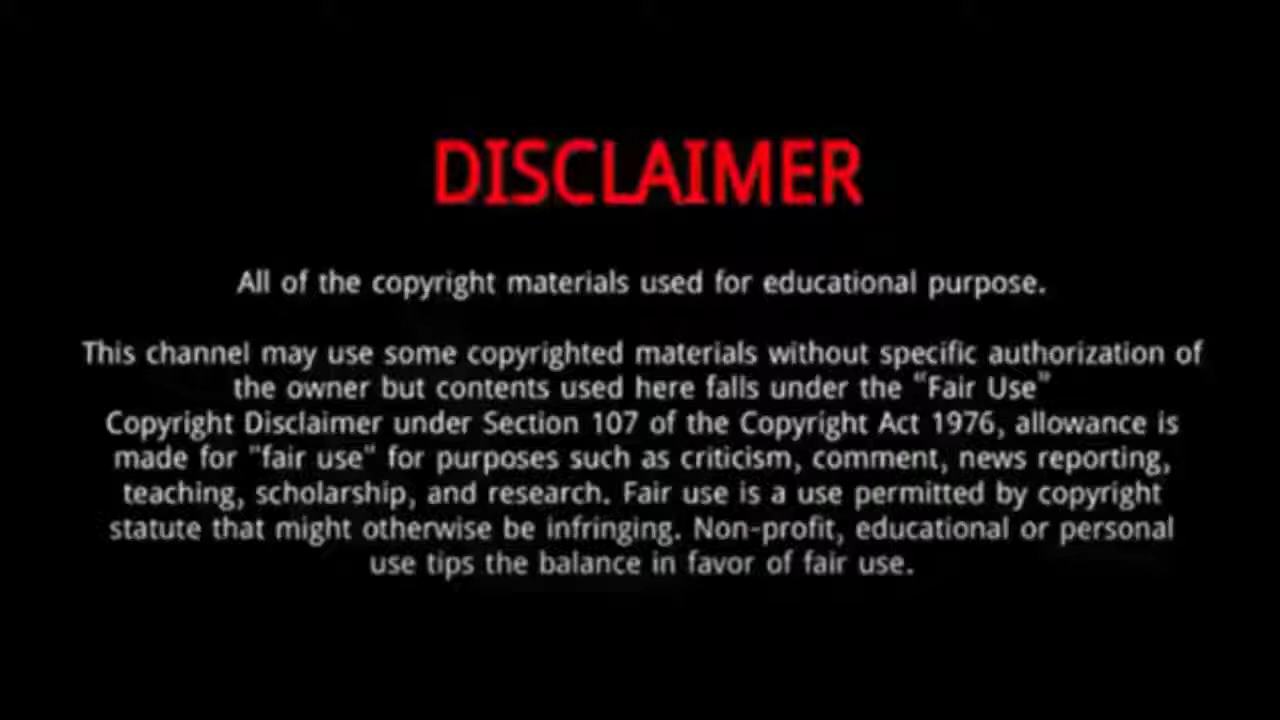 DISCLAIMER
All of the copyright materials used for educational purpose.
This channel may use some copyrighted materials without specific authorization of
the owner but contents used here falls under the "Fair Use"
Copyright Disclaimer under Section 107 of the Copyright Act 1976, allowance is
made for "fair use" for purposes such as criticism, comment, news reporting,
teaching, scholarship, and research. Fair use is a use permitted by copyright
statute that might otherwise be infringing. Non-profit, educational or personal
use tips the balance in favor of fair use.